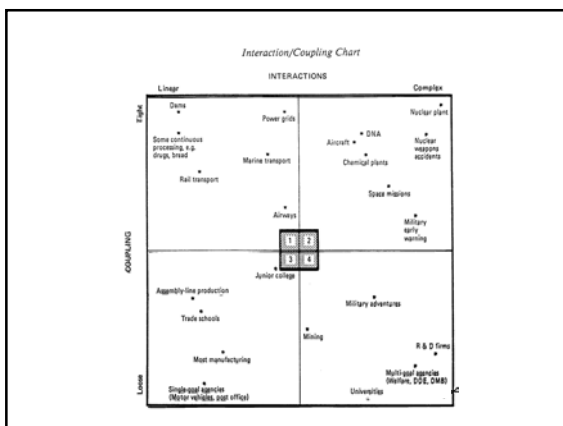 Interaction/Coupling Chart
INTERACTIONS
Linear
Complex
Tight
Dams
Power grids
Nuclear plant
Some continuous
processing, e.g.
drugs, bread
DNA
Aircraft
Nuclear
weapons
accidents
Marine transport
Chemical plants
Rail transport
Space missions
Airways
Military
early
warning
1 2
COUPLING
3 4
Junior college
Assembly-line production
Military adventures
Trade schools
Mining
Most manufacturing
R & D firms
Multi-goal agencies
(Welfare, DOE, OMB)
Single-goal agencies
(Motor vehicles, post office)
Universities
Loose